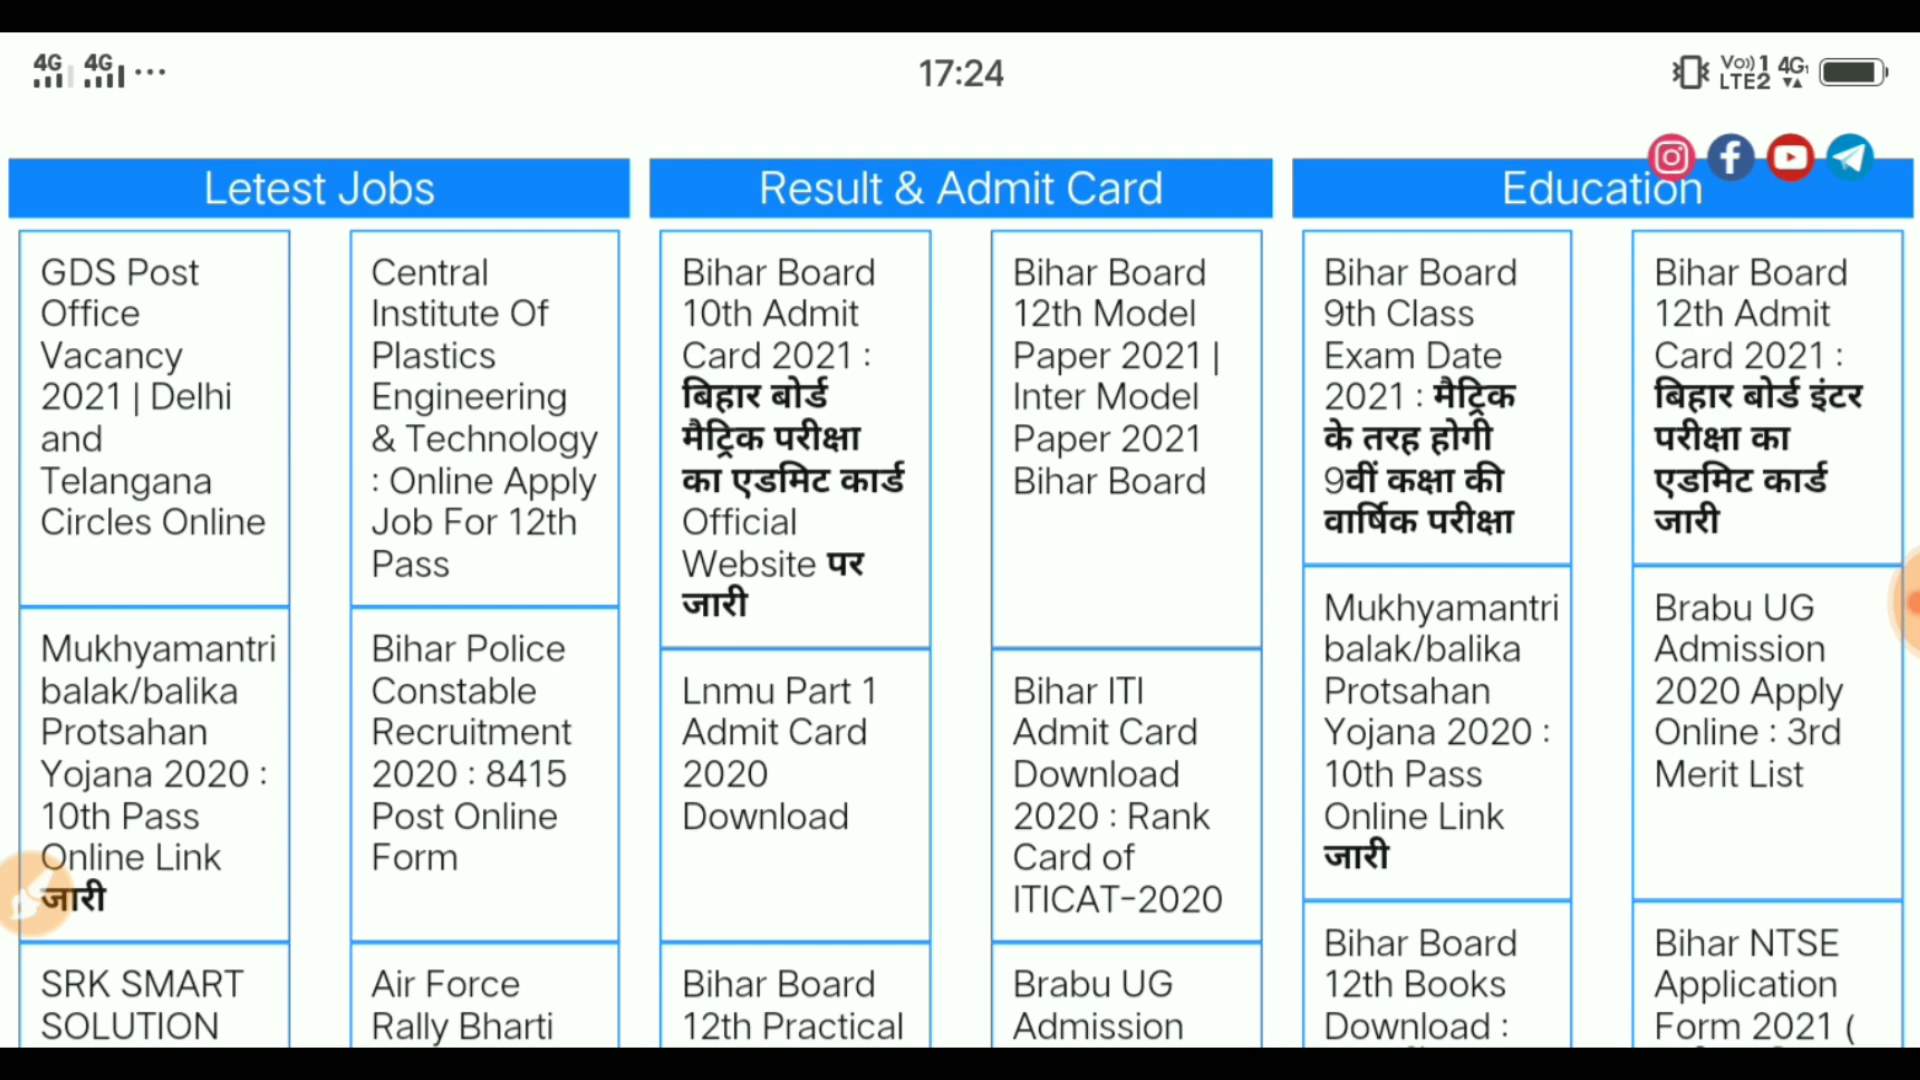 4G 4G ...
17:24
Vo)) 1 4G1
LTE2
Letest Jobs
GDS Post
Office
Vacancy
2021 | Delhi
and
Telangana
Circles Online
Central
Institute Of
Plastics
Engineering
& Technology
: Online Apply
Job For 12th
Pass
Mukhyamantri
balak/balika
Protsahan
Yojana 2020 :
10th Pass
Online Link
जारी
Bihar Police
Constable
Recruitment
2020 : 8415
Post Online
Form
SRK SMART
SOLUTION
Air Force
Rally Bharti
Result & Admit Card
Bihar Board
10th Admit
Card 2021 :
बिहार बोर्ड
मैट्रिक परीक्षा
का एडमिट कार्ड
Official
Website पर
जारी
Bihar Board
12th Model
Paper 2021 |
Inter Model
Paper 2021
Bihar Board
Lnmu Part 1
Admit Card
2020
Download
Bihar ITI
Admit Card
Download
2020 : Rank
Card of
ITICAT-2020
Bihar Board
12th Practical
Brabu UG
Admission
Education
Bihar Board
9th Class
Exam Date
2021 : मैट्रिक
के तरह होगी
9वीं कक्षा की
वार्षिक परीक्षा
Bihar Board
12th Admit
Card 2021 :
बिहार बोर्ड इंटर
परीक्षा का
एडमिट कार्ड
जारी
Mukhyamantri
balak/balika
Protsahan
Yojana 2020 :
10th Pass
Online Link
जारी
Brabu UG
Admission
2020 Apply
Online : 3rd
Merit List
Bihar Board
12th Books
Download :
Bihar NTSE
Application
Form 2021 (